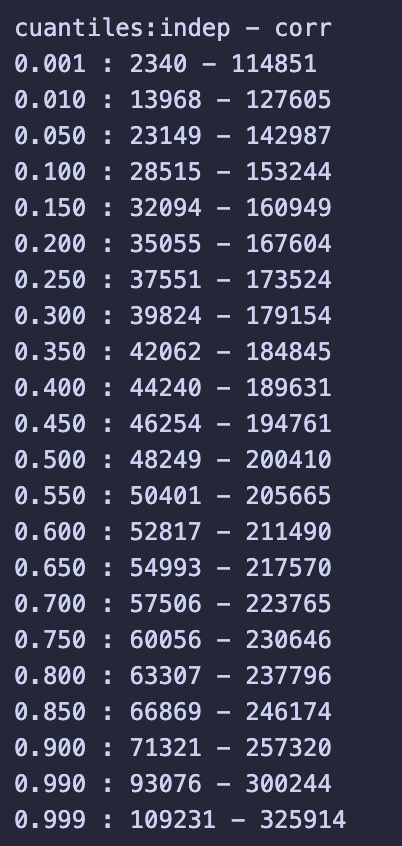 cuantiles:indep - corr
0.001 : 2340 - 114851
0.010 : 13968 - 127605
0.050 : 23149 - 142987
0.100 : 28515 - 153244
0.150 : 32094 - 160949
0.200 : 35055 - 167604
0.250 : 37551 - 173524
0.300 : 39824 - 179154
0.350 : 42062 - 184845
0.400 : 44240 - 189631
0.450 : 46254 - 194761
0.500 : 48249 - 200410
0.550 : 50401 - 205665
0.600 : 52817 - 211490
0.650 : 54993 - 217570
0.700 : 57506 - 223765
0.750 : 60056 - 230646
0.800 : 63307 - 237796
0.850 : 66869 - 246174
0.900 : 71321 - 257320
0.990 : 93076 - 300244
0.999 : 109231 - 325914